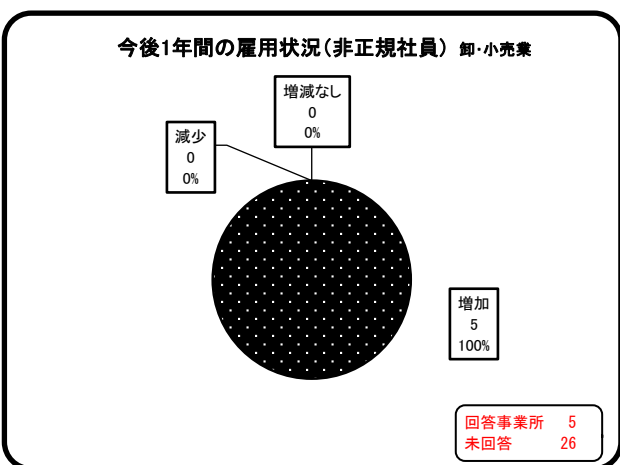 今後1年間の雇用状況(非正規社員) 卸・小売業
増減なし
0
0%
減少
0
0%
増加
5
100%
回答事業所 5
未回答 26